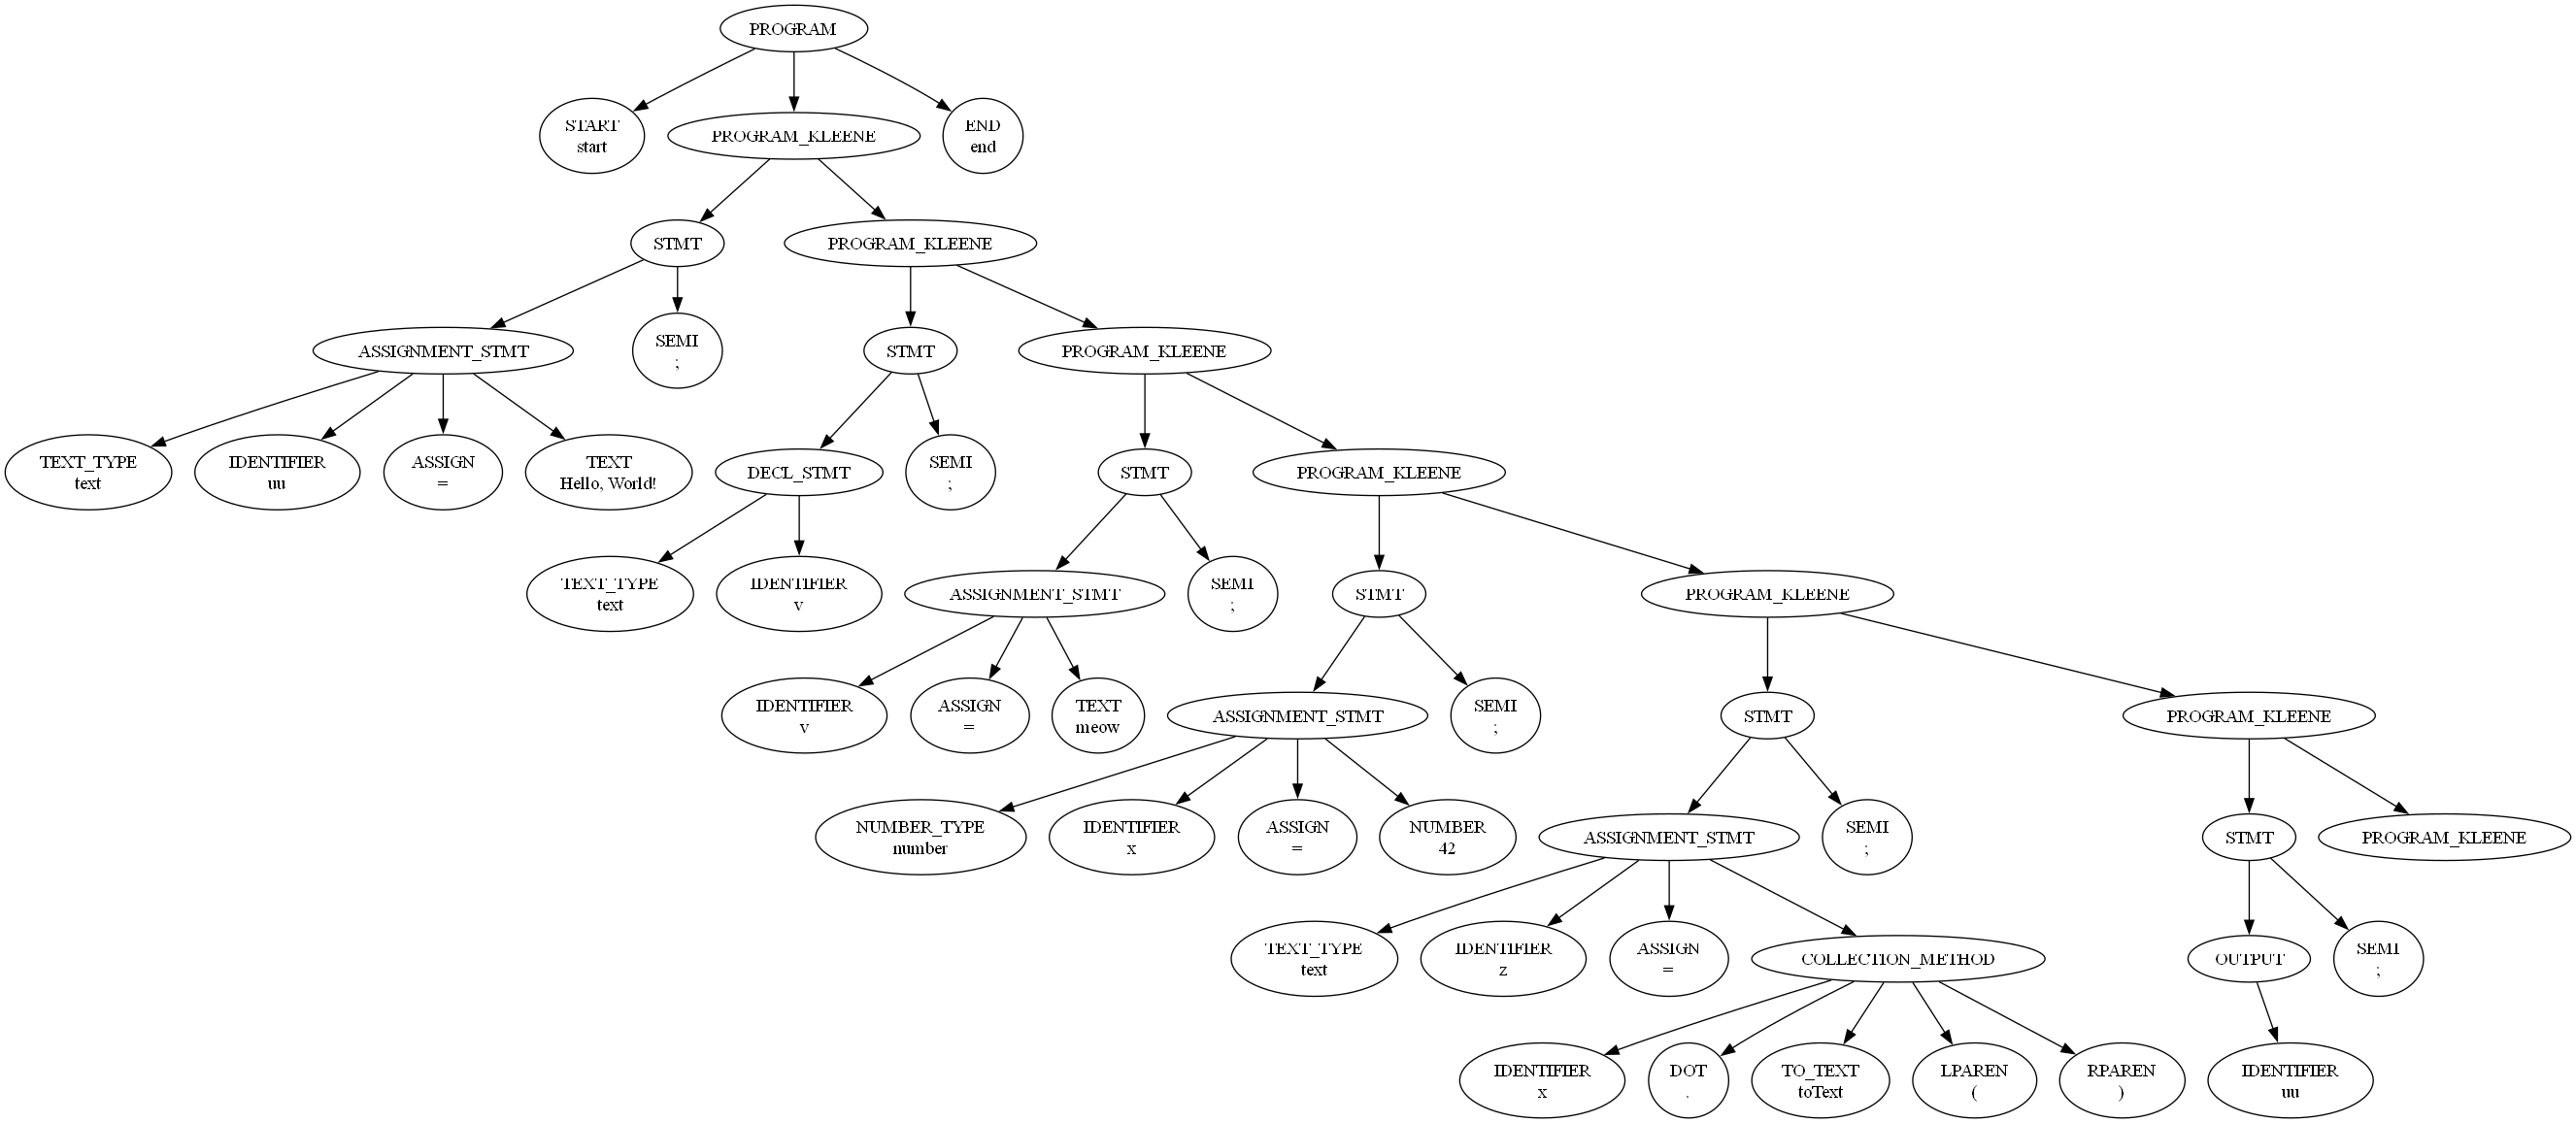 PROGRAM
START
start
PROGRAM_KLEENE
END
end
STMT
PROGRAM_KLEENE
ASSIGNMENT_STMT
SEMI
;
STMT
PROGRAM_KLEENE
TEXT_TYPE
text
IDENTIFIER
uu
ASSIGN
=
TEXT
Hello, World!
DECL_STMT
SEMI
;
STMT
PROGRAM_KLEENE
TEXT_TYPE
text
IDENTIFIER
v
ASSIGNMENT_STMT
SEMI
;
STMT
PROGRAM_KLEENE
IDENTIFIER
v
ASSIGN
=
TEXT
meow
ASSIGNMENT_STMT
SEMI
;
STMT
PROGRAM_KLEENE
NUMBER_TYPE
number
IDENTIFIER
x
ASSIGN
=
NUMBER
42
ASSIGNMENT_STMT
SEMI
;
STMT
PROGRAM_KLEENE
TEXT_TYPE
text
IDENTIFIER
z
ASSIGN
=
COLLECTION_METHOD
OUTPUT
SEMI
;
IDENTIFIER
x
DOT
.
TO_TEXT
toText
LPAREN
(
RPAREN
)
IDENTIFIER
uu